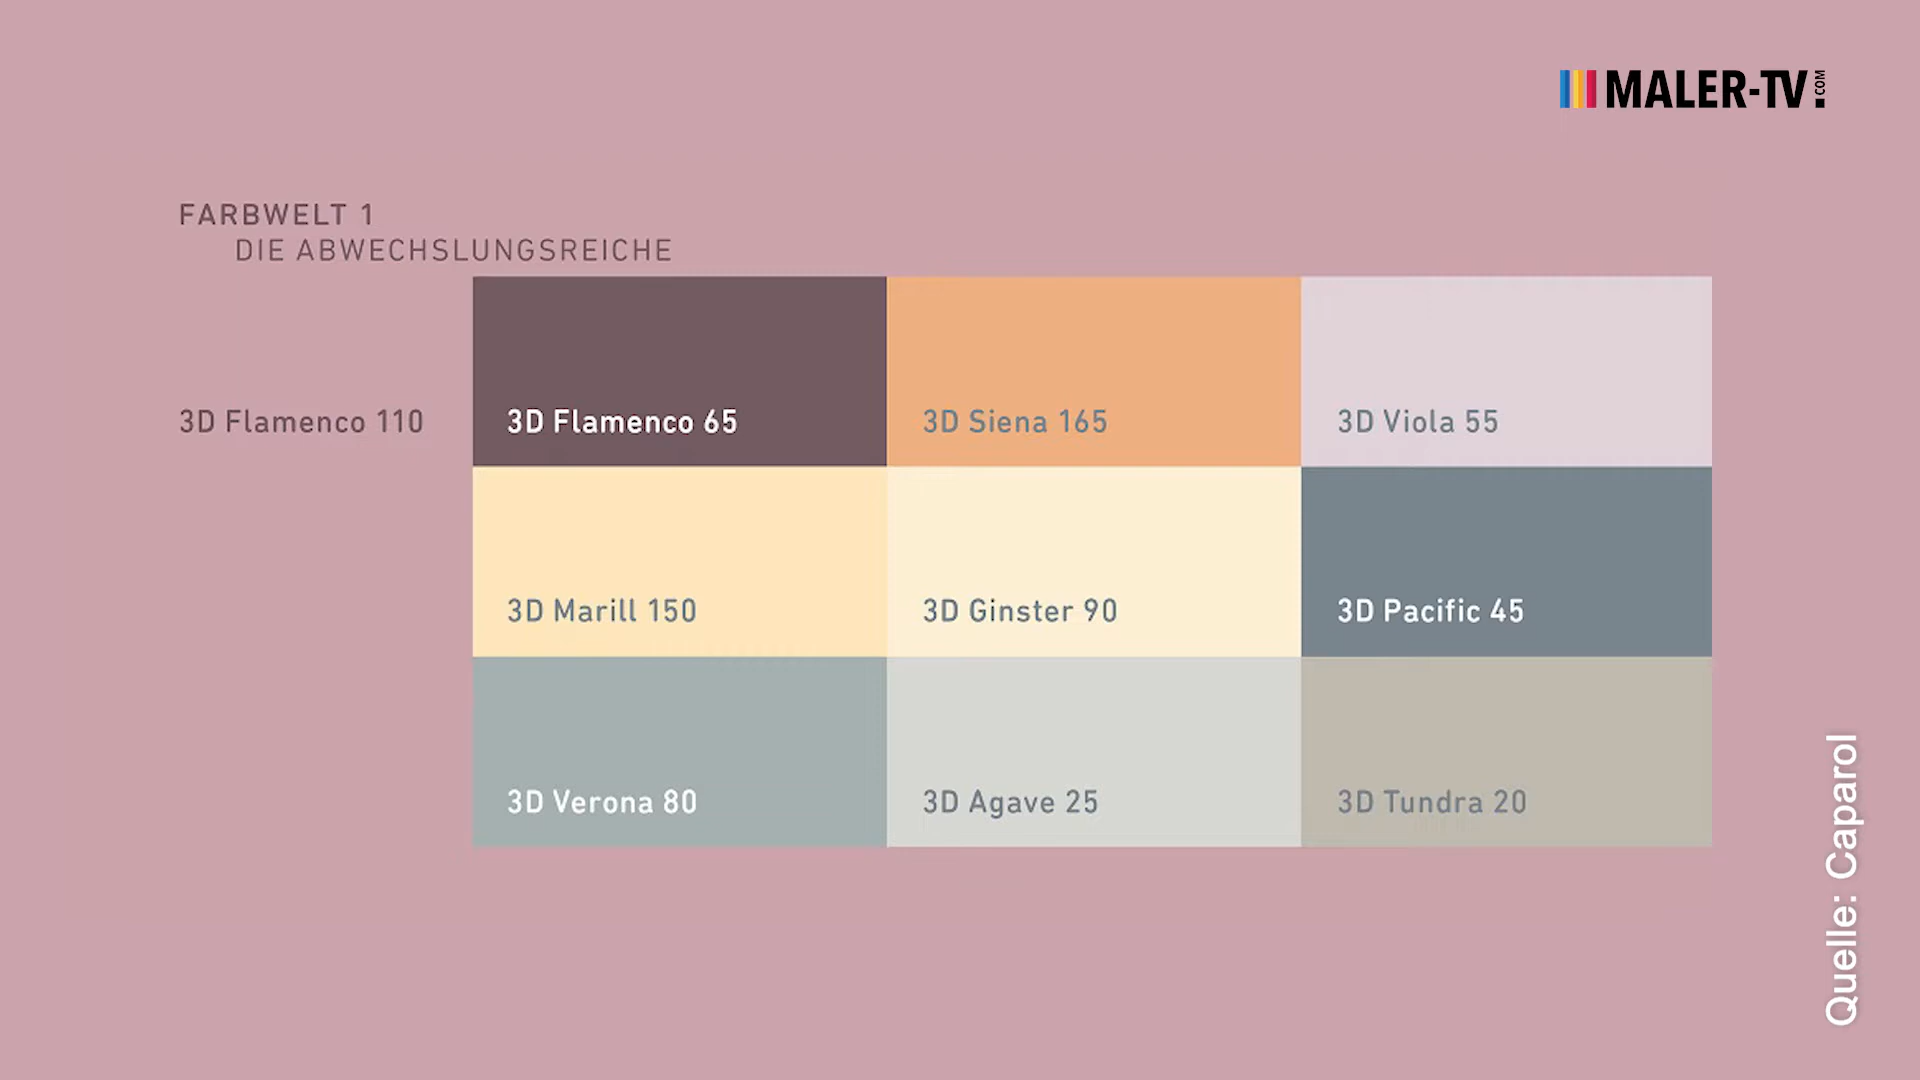 MALER-TV.COM
FARBWELT 1
DIE ABWECHSLUNGSREICHE
3D Flamenco 110
3D Flamenco 65
3D Siena 165
3D Viola 55
3D Marill 150
3D Ginster 90
3D Pacific 45
3D Verona 80
3D Agave 25
3D Tundra 20
Quelle: Caparol